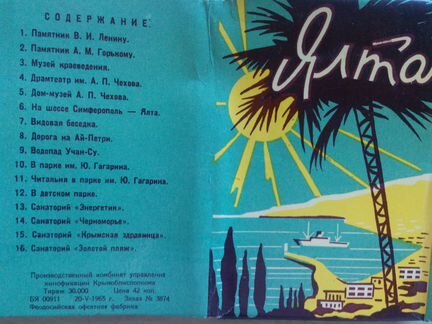 СОДЕРЖАНИЕ:
1. Памятник В. И. Ленину.
2. Памятник А. М. Горькому.
3. Музей краеведения.
4. Драмтеатр им. А. П. Чехова.
5. Дом-музей А. П. Чехова.
6. На шоссе Симферополь — Ялта.
7. Видовая беседка.
8. Дорога на Ай-Петри.
9. Водопад Учан-Су.
10. В парке им. Ю. Гагарина.
11. Читальня в парке им. Ю. Гагарина.
12. В детском парке.
13. Санаторий «Энергетик».
14. Санаторий «Черноморье».
15. Санаторий «Крымская здравница».
16. Санаторий «Золотой пляж».
Производственный комбинат управления
кинофикации Крымоблисполкома
Тираж 30.000 Цена 42 коп.
БЯ 00911 20-V-1965 г. Заказ № 3874
Феодосийская офсетная фабрика
Ялта